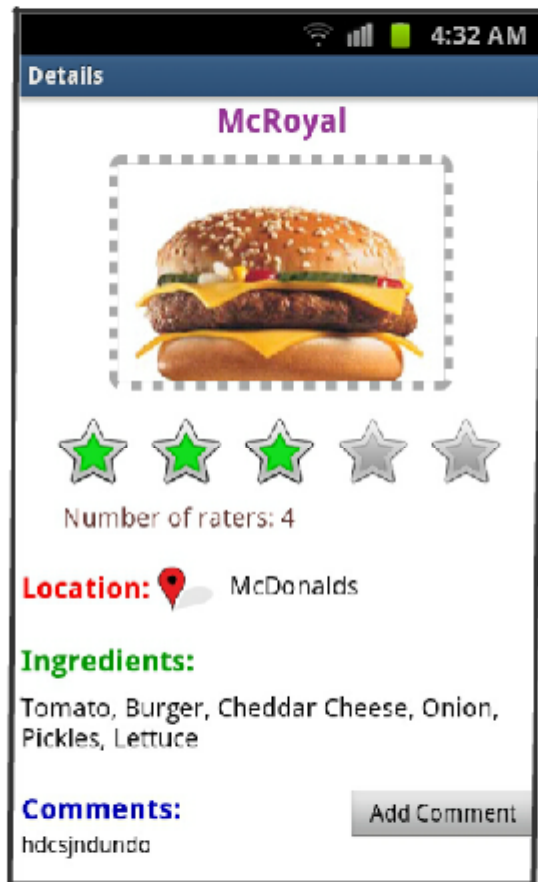 4:32 AM
Details
McRoyal
Number of raters: 4
Location: McDonalds
Ingredients:
Tomato, Burger, Cheddar Cheese, Onion,
Pickles, Lettuce
Comments: Add Comment
hdcsjndundo